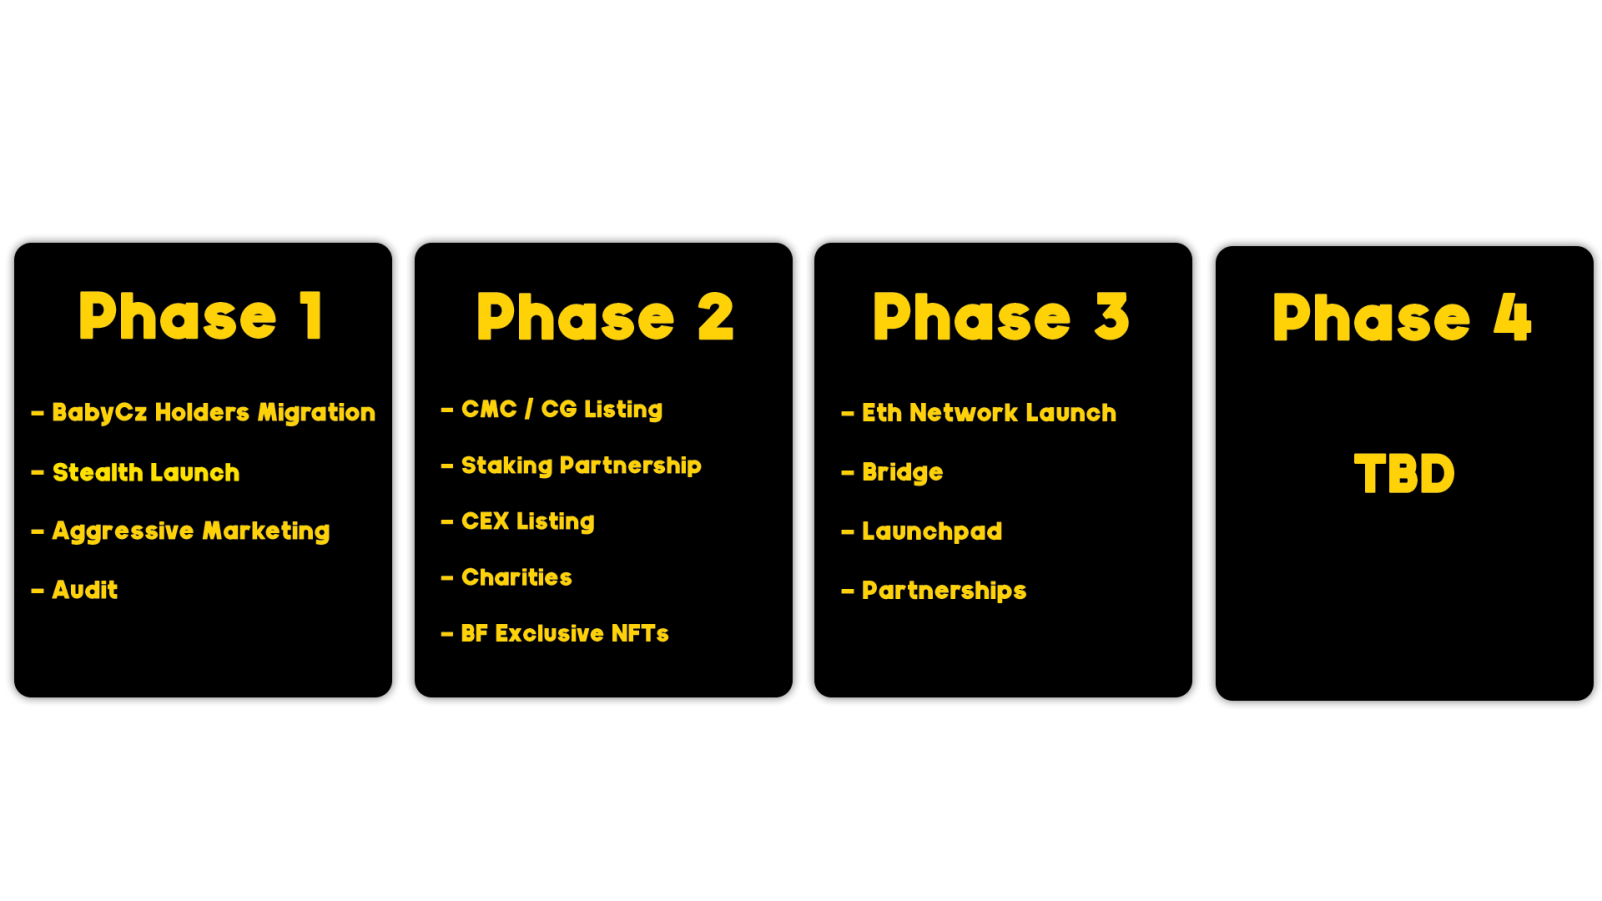 Phase 1
- BabyCz Holders Migration
- Stealth Launch
- Aggressive Marketing
- Audit
Phase 2
- CMC / CG Listing
- Staking Partnership
- CEX Listing
- Charities
- BF Exclusive NFTs
Phase 3
- Eth Network Launch
- Bridge
- Launchpad
- Partnerships
Phase 4
TBD